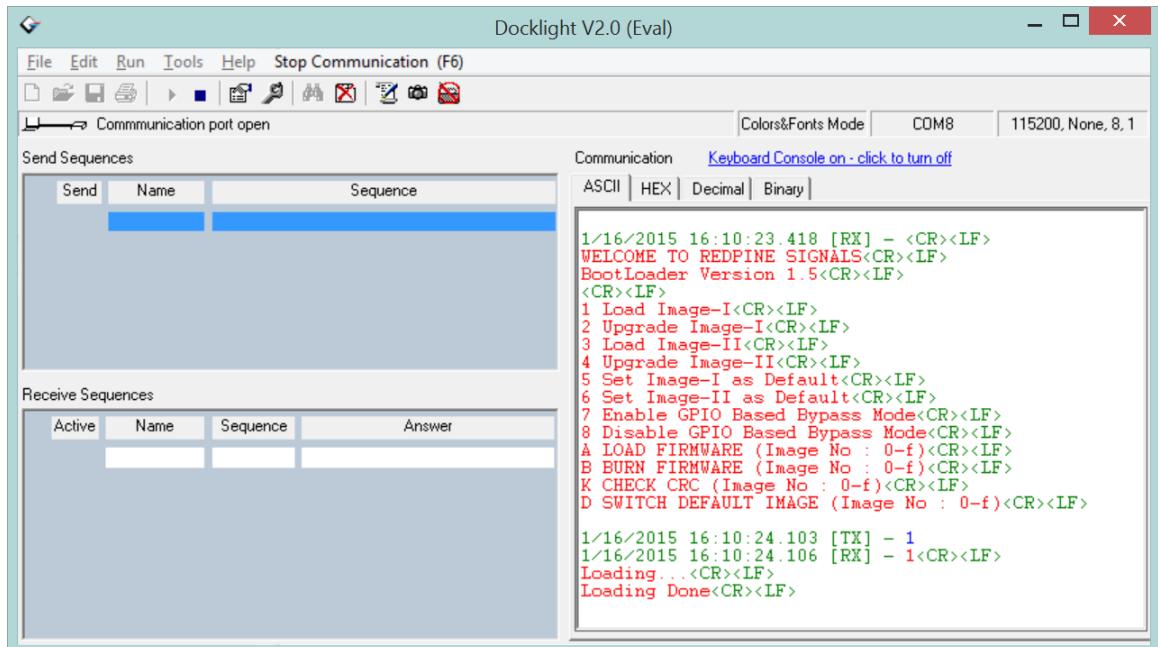 Docklight V2.0 (Eval)
File Edit Run Tools Help Stop Communication (F6)
Commmunication port open Colors&Fonts Mode COM8 115200, None, 8, 1
Send Sequences
Send Name Sequence
Receive Sequences
Active Name Sequence Answer
Communication Keyboard Console on - click to turn off
ASCII HEX Decimal Binary
1/16/2015 16:10:23.418 [RX] - <CR><LF>
WELCOME TO REDPINE SIGNALS<CR><LF>
BootLoader Version 1.5<CR><LF>
<CR><LF>
1 Load Image-I<CR><LF>
2 Upgrade Image-I<CR><LF>
3 Load Image-II<CR><LF>
4 Upgrade Image-II<CR><LF>
5 Set Image-I as Default<CR><LF>
6 Set Image-II as Default<CR><LF>
7 Enable GPIO Based Bypass Mode<CR><LF>
8 Disable GPIO Based Bypass Mode<CR><LF>
A LOAD FIRMWARE (Image No : 0-f)<CR><LF>
B BURN FIRMWARE (Image No : 0-f)<CR><LF>
K CHECK CRC (Image No : 0-f)<CR><LF>
D SWITCH DEFAULT IMAGE (Image No : 0-f)<CR><LF>
1/16/2015 16:10:24.103 [TX] - 1
1/16/2015 16:10:24.106 [RX] - 1<CR><LF>
Loading...<CR><LF>
Loading Done<CR><LF>